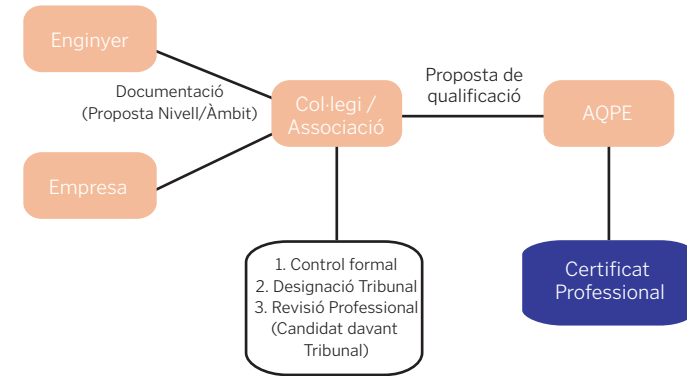 Enginyer
Documentació
(Proposta Nivell/Àmbit)
Empresa
Col·legi /
Associació
Proposta de
qualificació
AQPE
1. Control formal
2. Designació Tribunal
3. Revisió Professional
(Candidat davant
Tribunal)
Certificat
Professional